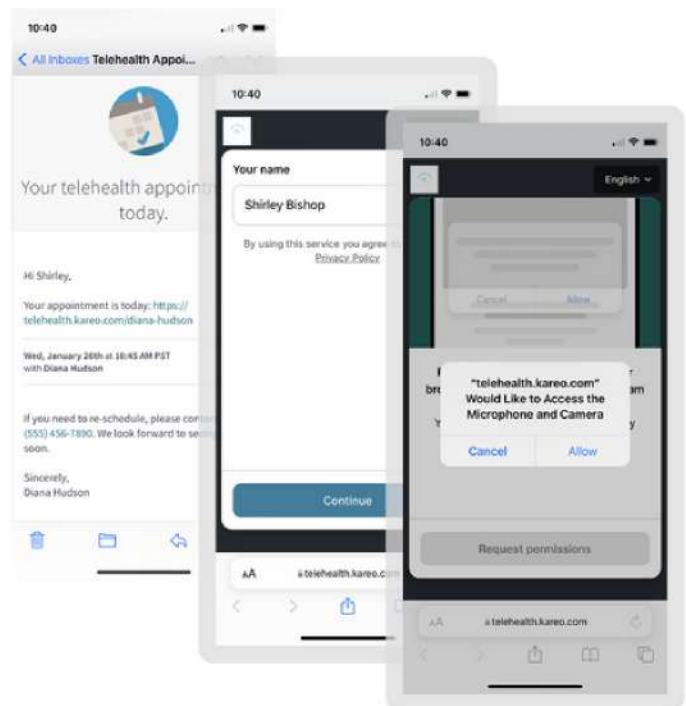 10:40
All Inboxes Telehealth Appoi...
Your telehealth appoint
today.
Hi Shirley,
Your appointment is today: https://
telehealth.kareo.com/diana-hudson
Wed, January 26th at 10:45 AM PST
with Diana Hudson
If you need to re-schedule, please con
(555) 456-7890. We look forward to se
soon.
Sincerely,
Diana Hudson
10:40
Your name
Shirley Bishop
By using this service you agree
Privacy Policy
Continue
AA telehealth.kareo.c
10:40
English
Cancel Allow
"telehealth.kareo.com"
Would Like to Access the
Microphone and Camera
Cancel Allow
Request permissions
AA telehealth.kareo.com